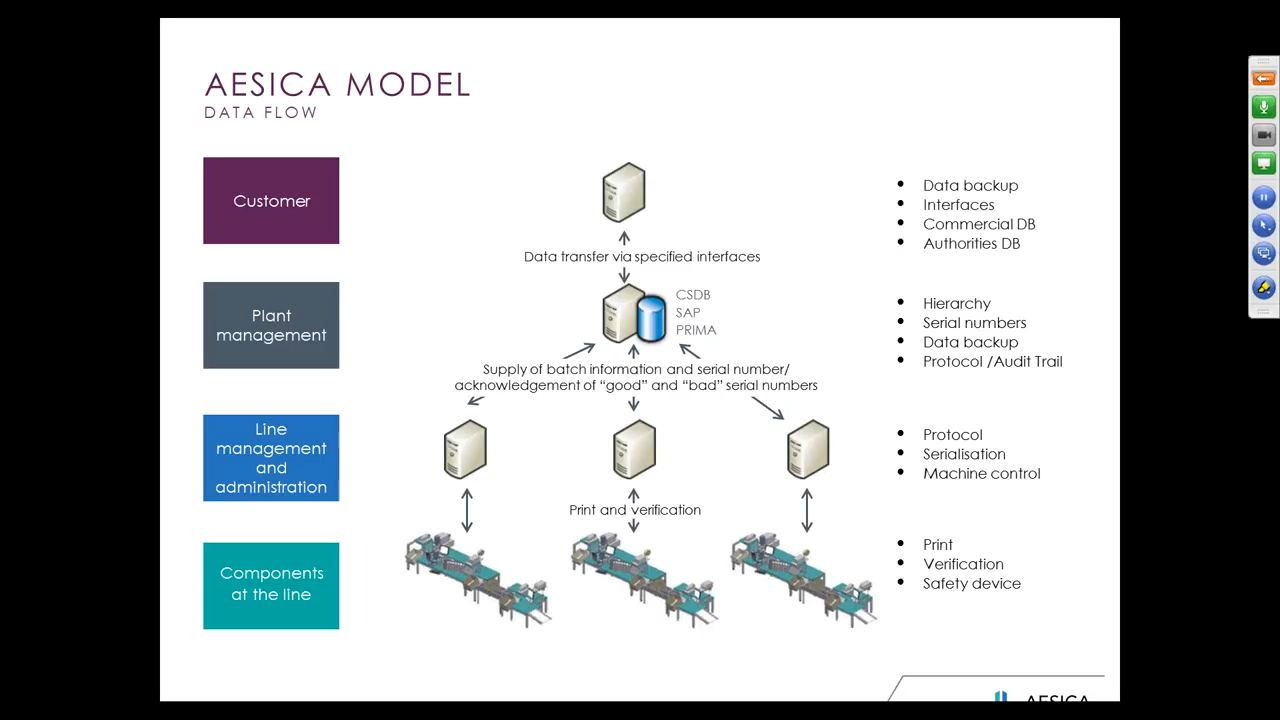 AESICA MODEL
DATA FLOW
Customer
Data transfer via specified interfaces
• Data backup
• Interfaces
• Commercial DB
• Authorities DB
Plant
management
CSDB
SAP
PRIMA
• Hierarchy
• Serial numbers
• Data backup
• Protocol /Audit Trail
Supply of batch information and serial number/
acknowledgement of “good” and “bad” serial numbers
Line
management
and
administration
• Protocol
• Serialisation
• Machine control
Print and verification
Components
at the line
• Print
• Verification
• Safety device
AESICA